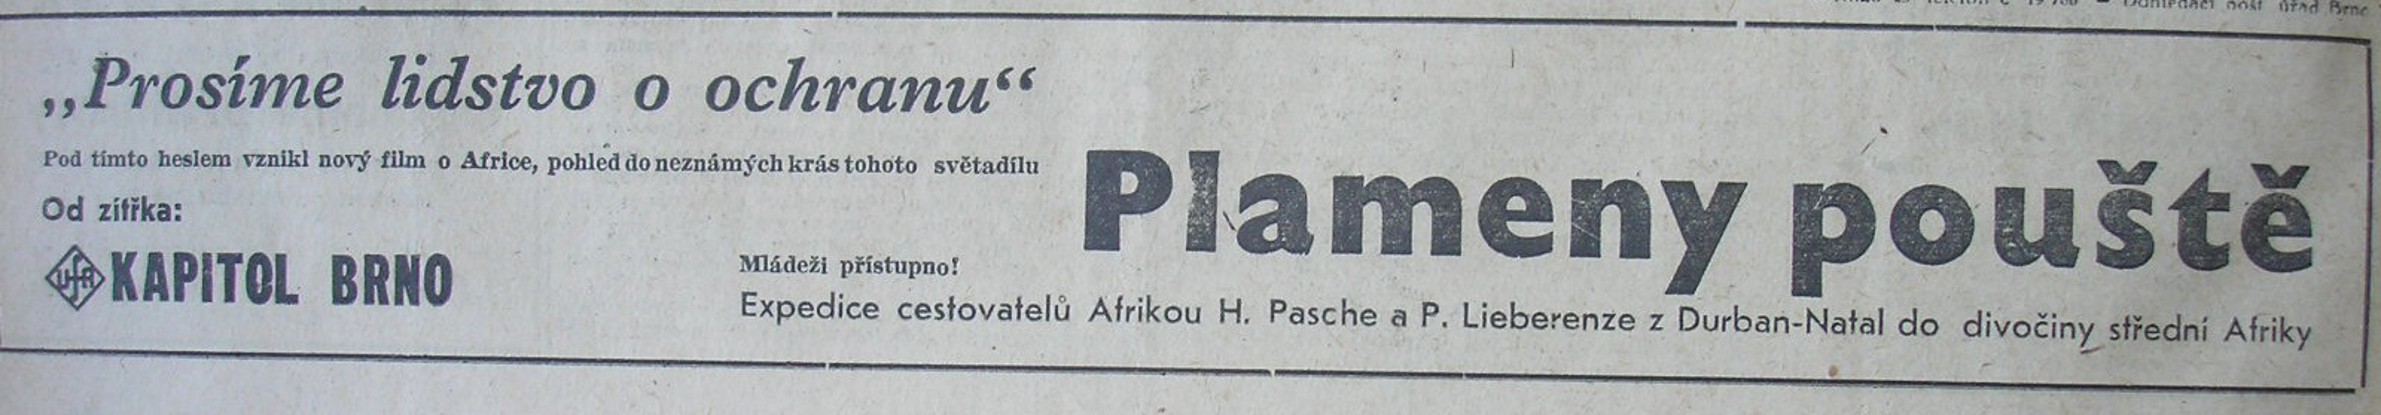 „Prosíme lidstvo o ochranu“
Pod tímto heslem vznikl nový film o Africe, pohled do neznámých krás tohoto světadílu
Od zítřka:
Ufa KAPITOL BRNO
Plameny pouště
Mládeži přístupno!
Expedice cestovatelů Afrikou H. Pasche a P. Lieberenze z Durban-Natal do divočiny střední Afriky